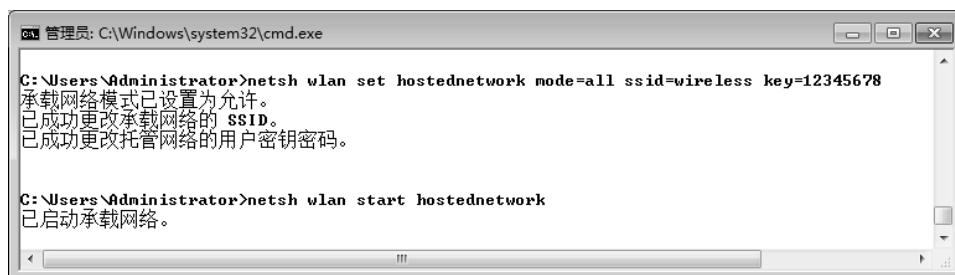 管理员: C:\Windows\system32\cmd.exe
C:\Users\Administrator>netsh wlan set hostednetwork mode=all ssid=wireless key=12345678
承载网络模式已设置为允许。
已成功更改承载网络的 SSID。
已成功更改托管网络的用户密钥密码。
C:\Users\Administrator>netsh wlan start hostednetwork
已启动承载网络。